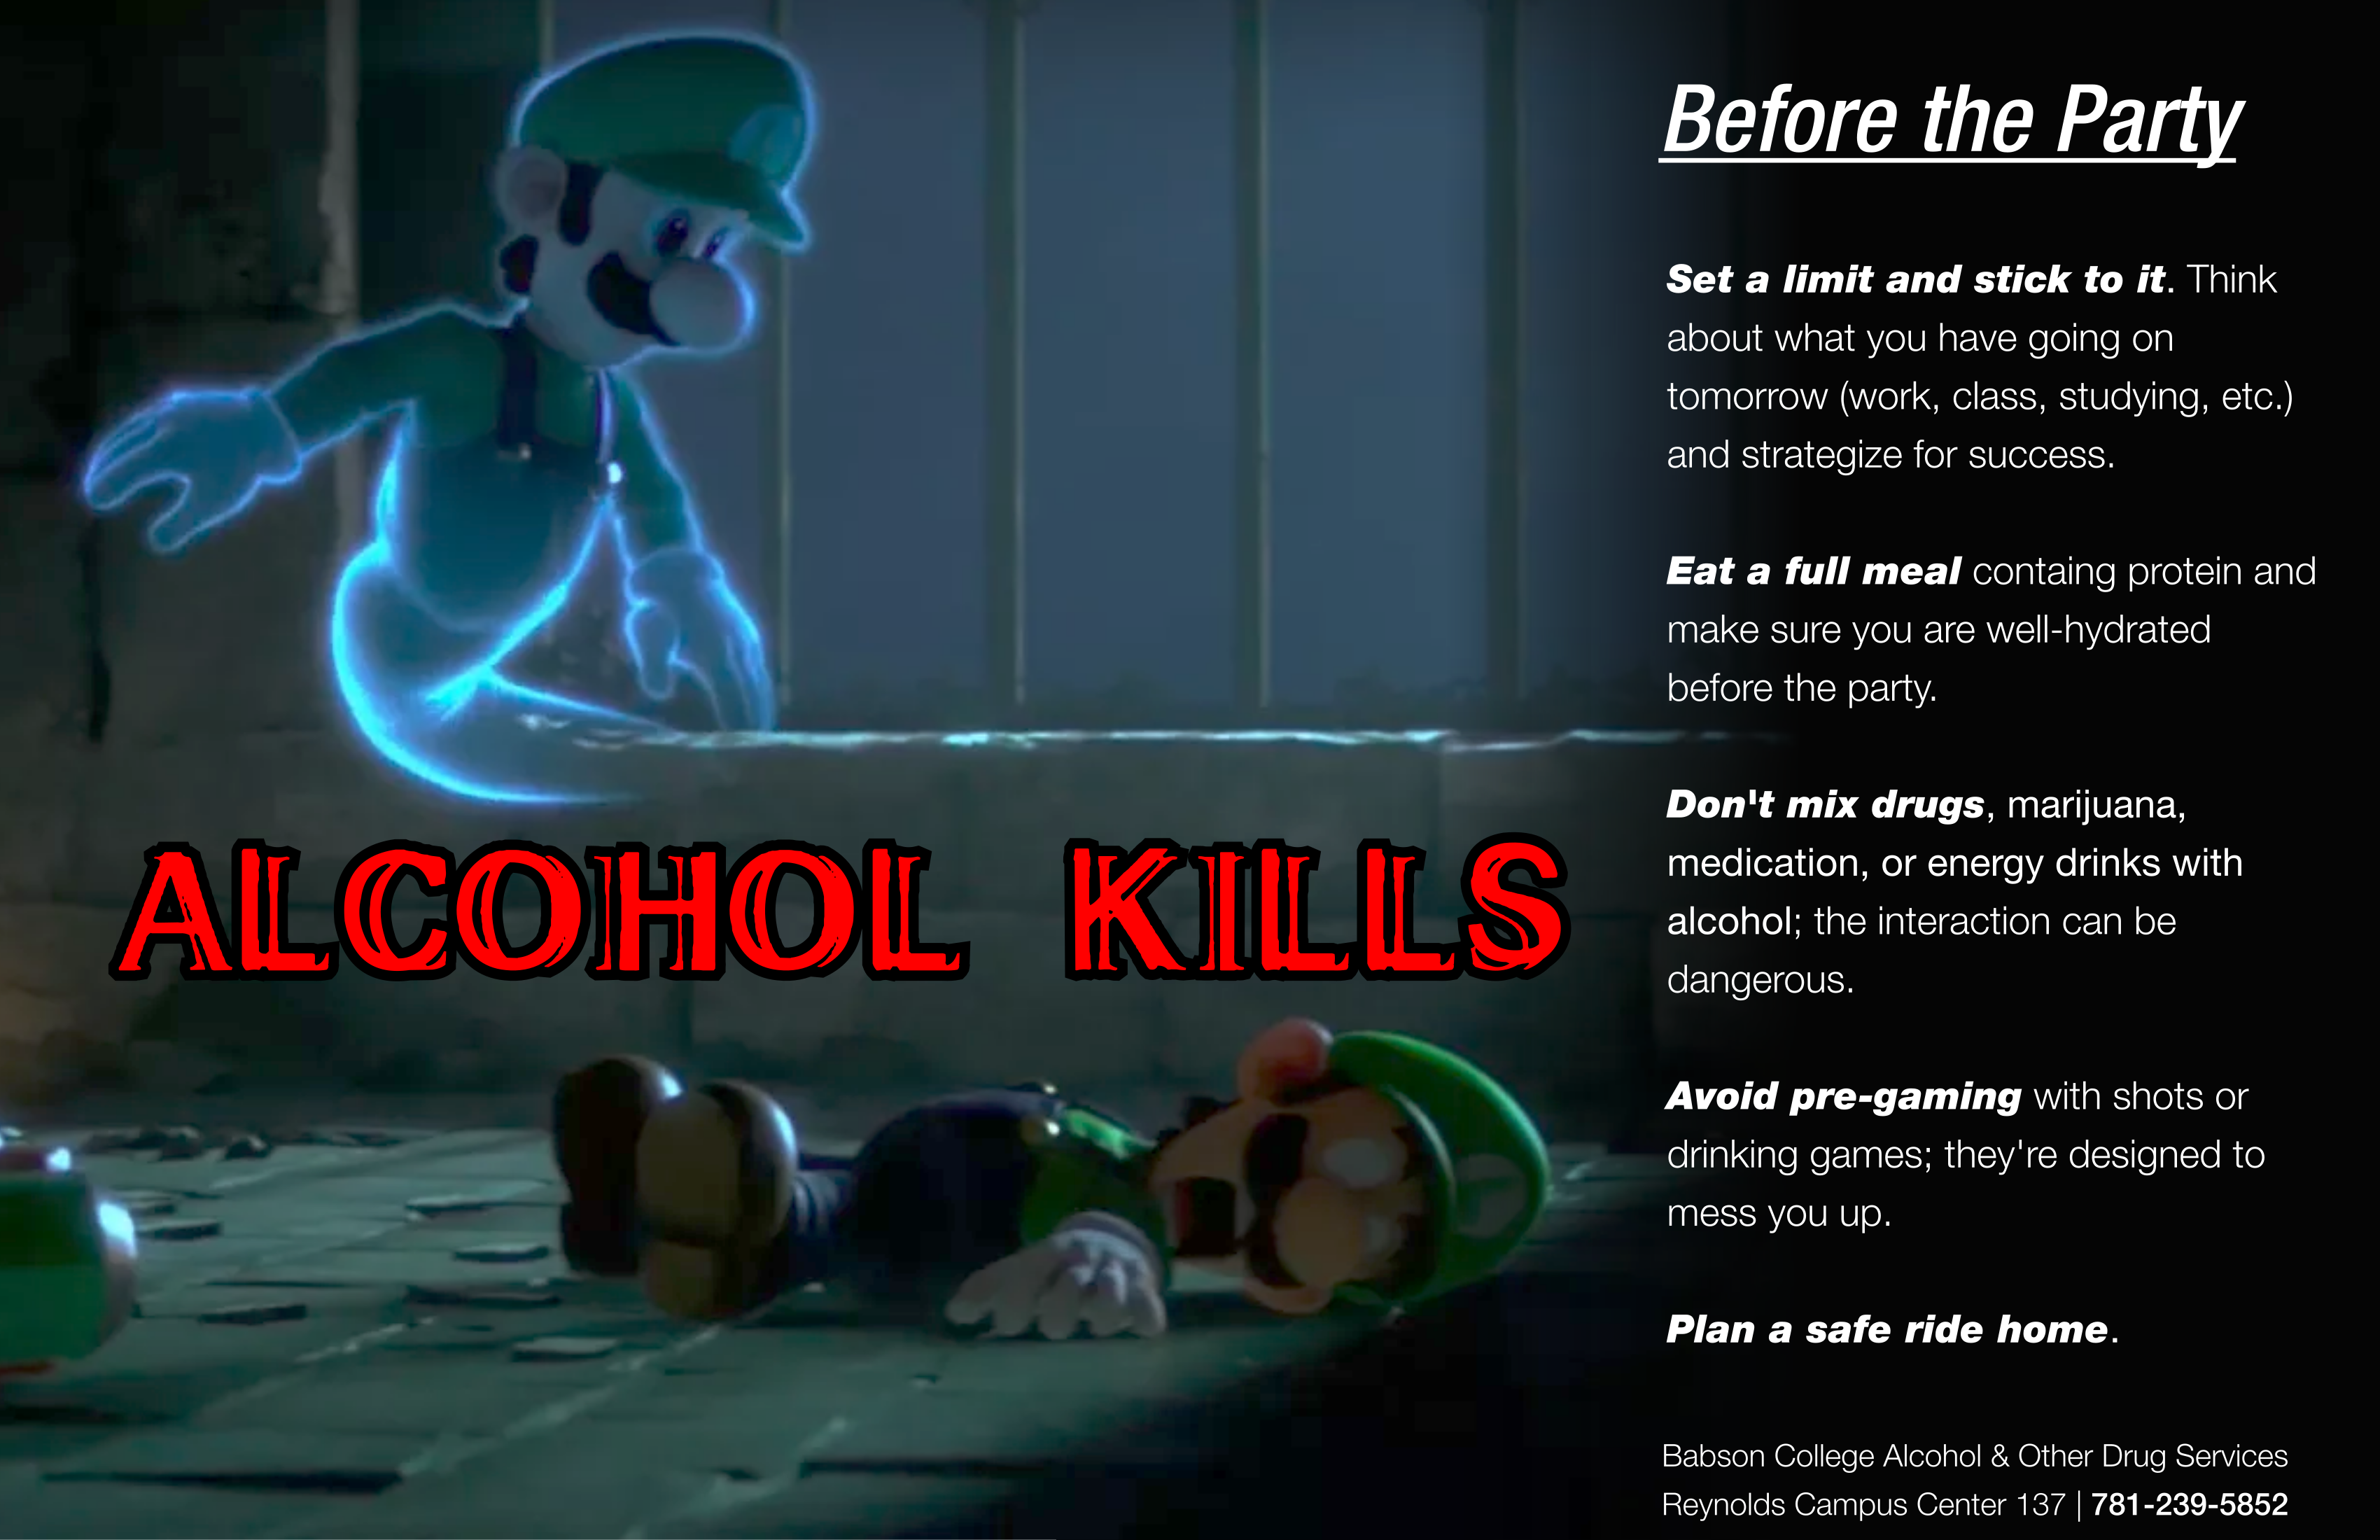 ALCOHOL KILLS
Before the Party
Set a limit and stick to it. Think
about what you have going on
tomorrow (work, class, studying, etc.)
and strategize for success.
Eat a full meal containg protein and
make sure you are well-hydrated
before the party.
Don't mix drugs, marijuana,
medication, or energy drinks with
alcohol; the interaction can be
dangerous.
Avoid pre-gaming with shots or
drinking games; they're designed to
mess you up.
Plan a safe ride home.
Babson College Alcohol & Other Drug Services
Reynolds Campus Center 137 | 781-239-5852